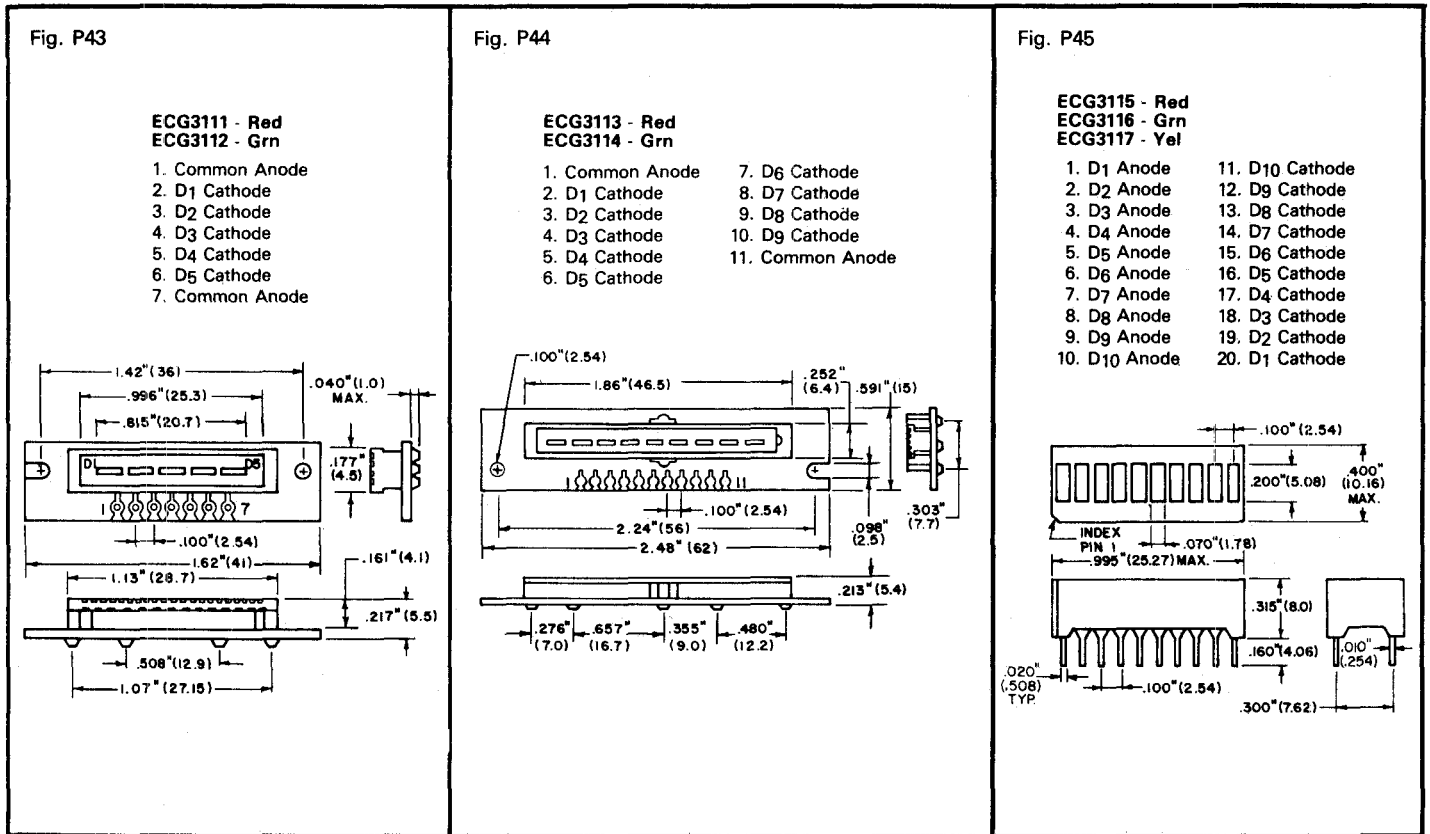 Fig. P43
ECG3111 - Red
ECG3112 - Grn
1. Common Anode
2. D1 Cathode
3. D2 Cathode
4. D3 Cathode
5. D4 Cathode
6. D5 Cathode
7. Common Anode
1.42"(36)
.996"(25.3)
.815"(20.7)
.040"(1.0)
MAX.
D1
D5
.177"
(4.5)
1
7
.100"(2.54)
1.62"(41)
1.13"(28.7)
.161"(4.1)
.217"(5.5)
.508"(12.9)
1.07"(27.15)
Fig. P44
ECG3113 - Red
ECG3114 - Grn
1. Common Anode
2. D1 Cathode
3. D2 Cathode
4. D3 Cathode
5. D4 Cathode
6. D5 Cathode
7. D6 Cathode
8. D7 Cathode
9. D8 Cathode
10. D9 Cathode
11. Common Anode
.100"(2.54)
1.86"(46.5)
.252"
(6.4)
.591"(15)
1
11
.100"(2.54)
2.24"(56)
2.48"(62)
.098"
(2.5)
.303"
(7.7)
.213"(5.4)
.276"
(7.0)
.657"
(16.7)
.355"
(9.0)
.480"
(12.2)
Fig. P45
ECG3115 - Red
ECG3116 - Grn
ECG3117 - Yel
1. D1 Anode
2. D2 Anode
3. D3 Anode
4. D4 Anode
5. D5 Anode
6. D6 Anode
7. D7 Anode
8. D8 Anode
9. D9 Anode
10. D10 Anode
11. D10 Cathode
12. D9 Cathode
13. D8 Cathode
14. D7 Cathode
15. D6 Cathode
16. D5 Cathode
17. D4 Cathode
18. D3 Cathode
19. D2 Cathode
20. D1 Cathode
.100"(2.54)
.200"(5.08)
.400"
(10.16)
MAX.
INDEX
PIN 1
.070"(1.78)
.995"(25.27)MAX.
.315"(8.0)
.160"(4.06)
.010"
(.254)
.020"
(.508)
TYP.
.100"(2.54)
.300"(7.62)